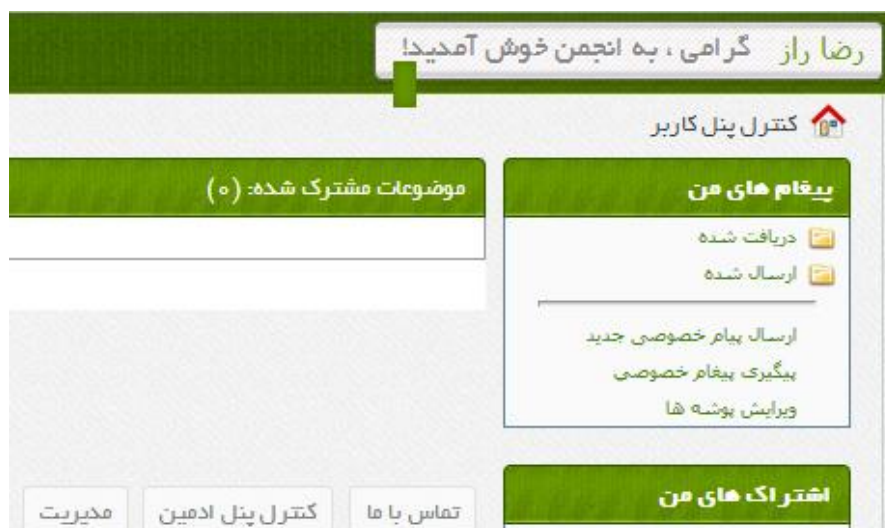 رضا راز گرامی ، به انجمن خوش آمدید!
کنترل پنل کاربر
پیغام های من
دریافت شده
ارسال شده
ارسال پیام خصوصی جدید
پیگیری پیغام خصوصی
ویرایش پوشه ها
اشتراک های من
موضوعات مشترک شده: (۰)
تماس با ما
کنترل پنل ادمین
مدیریت